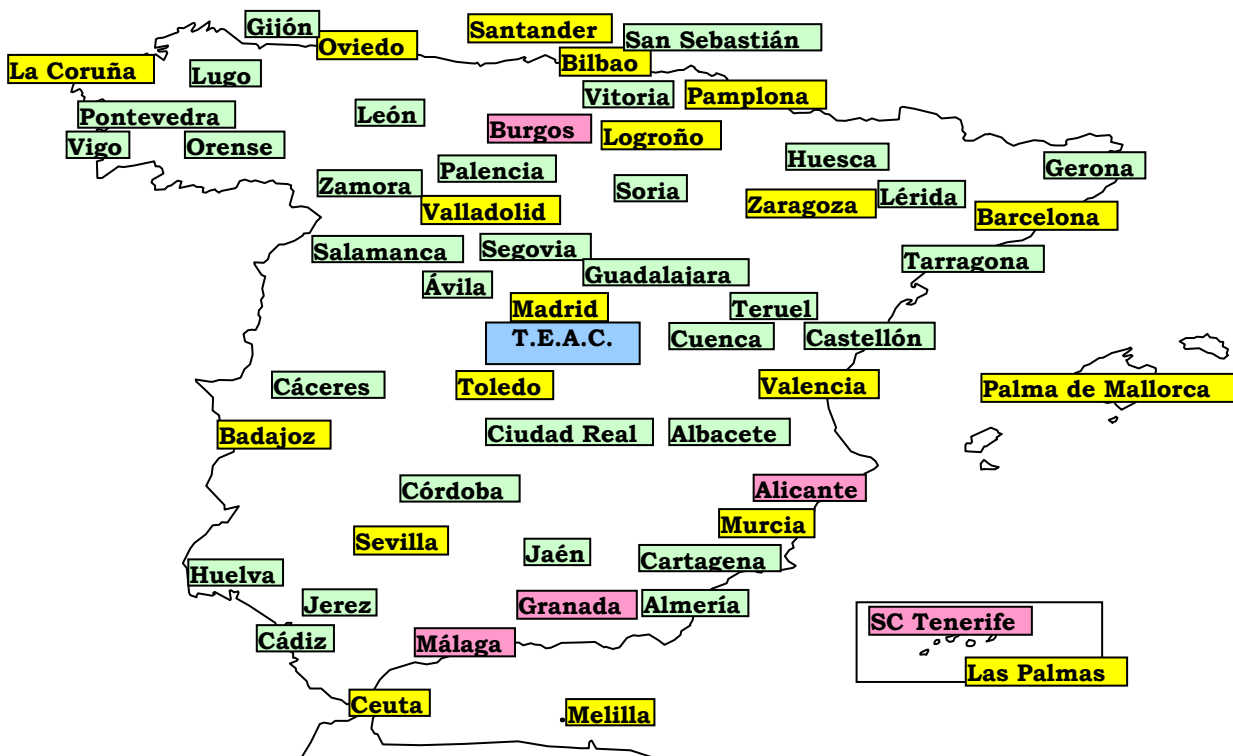 Gijón
Santander
San Sebastián
Oviedo
La Coruña
Lugo
Bilbao
Vitoria
Pamplona
Pontevedra
León
Burgos
Logroño
Vigo
Orense
Huesca
Gerona
Palencia
Zamora
Soria
Lérida
Zaragoza
Valladolid
Barcelona
Salamanca
Segovia
Tarragona
Guadalajara
Ávila
Madrid
Teruel
T.E.A.C.
Cuenca
Castellón
Cáceres
Toledo
Valencia
Palma de Mallorca
Badajoz
Ciudad Real
Albacete
Córdoba
Alicante
Murcia
Sevilla
Jaén
Cartagena
Huelva
Jerez
Granada
Almería
SC Tenerife
Cádiz
Málaga
Las Palmas
Ceuta
Melilla